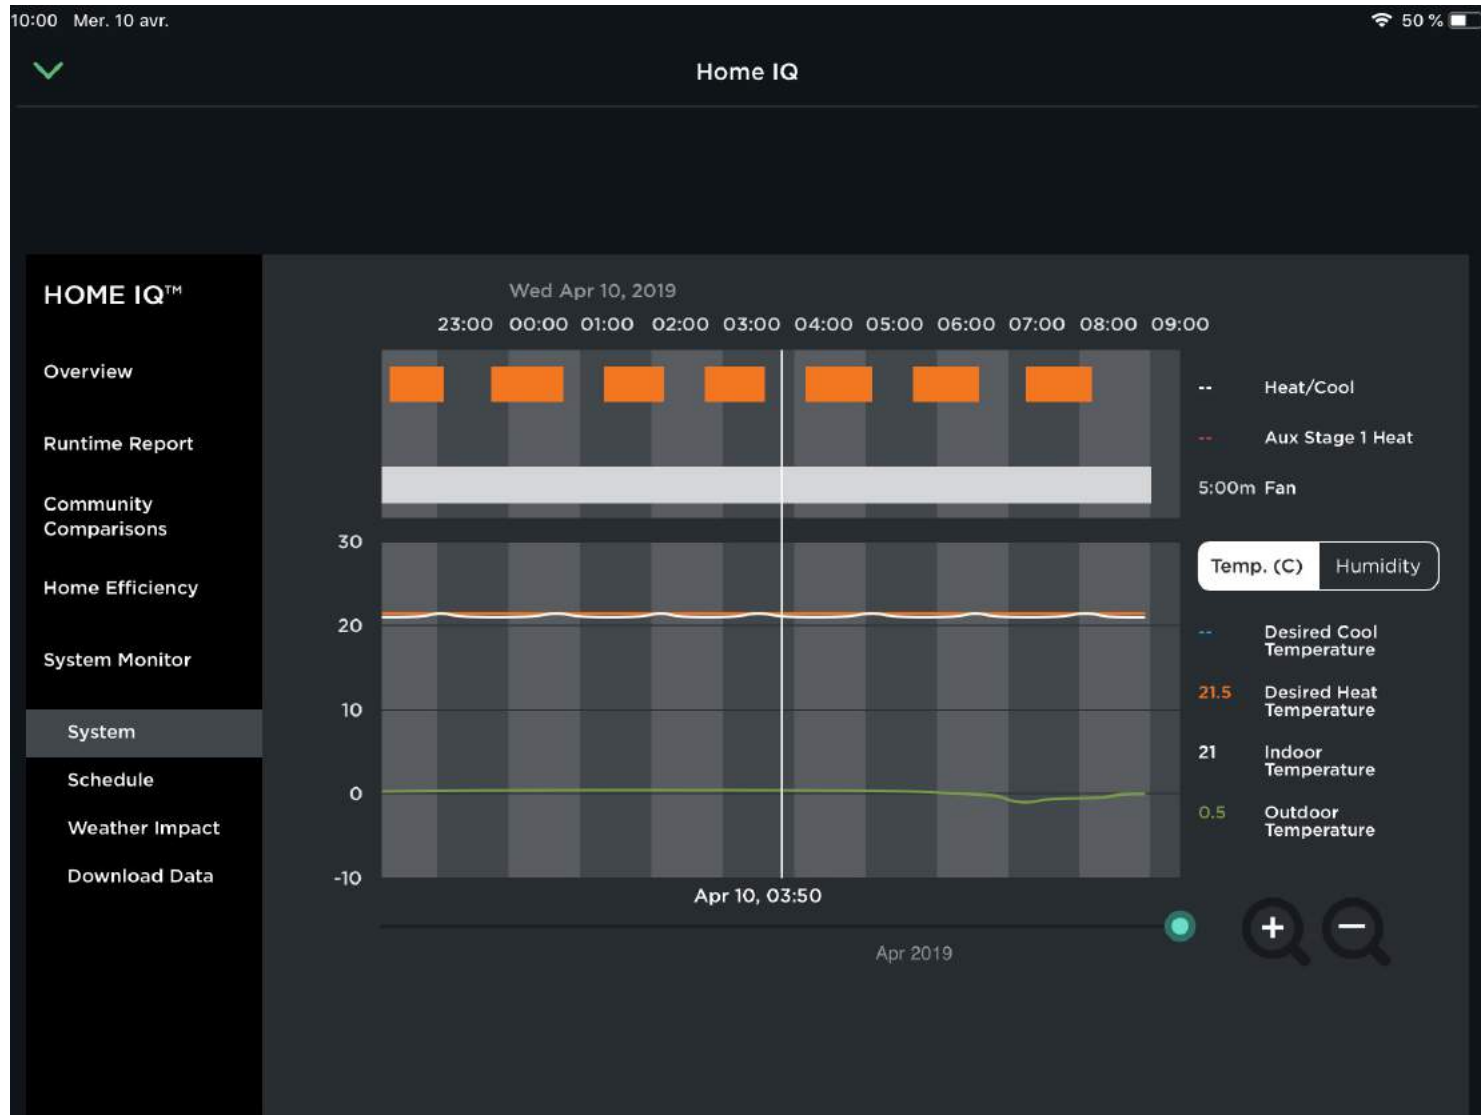 10:00 Mer. 10 avr.
50 %
Home IQ
HOME IQ™
Overview
Runtime Report
Community
Comparisons
Home Efficiency
System Monitor
System
Schedule
Weather Impact
Download Data
Wed Apr 10, 2019
23:00 00:00 01:00 02:00 03:00 04:00 05:00 06:00 07:00 08:00 09:00
-- Heat/Cool
-- Aux Stage 1 Heat
5:00m Fan
30
20
10
0
-10
Temp. (C) Humidity
-- Desired Cool
Temperature
21.5 Desired Heat
Temperature
21 Indoor
Temperature
0.5 Outdoor
Temperature
Apr 10, 03:50
Apr 2019